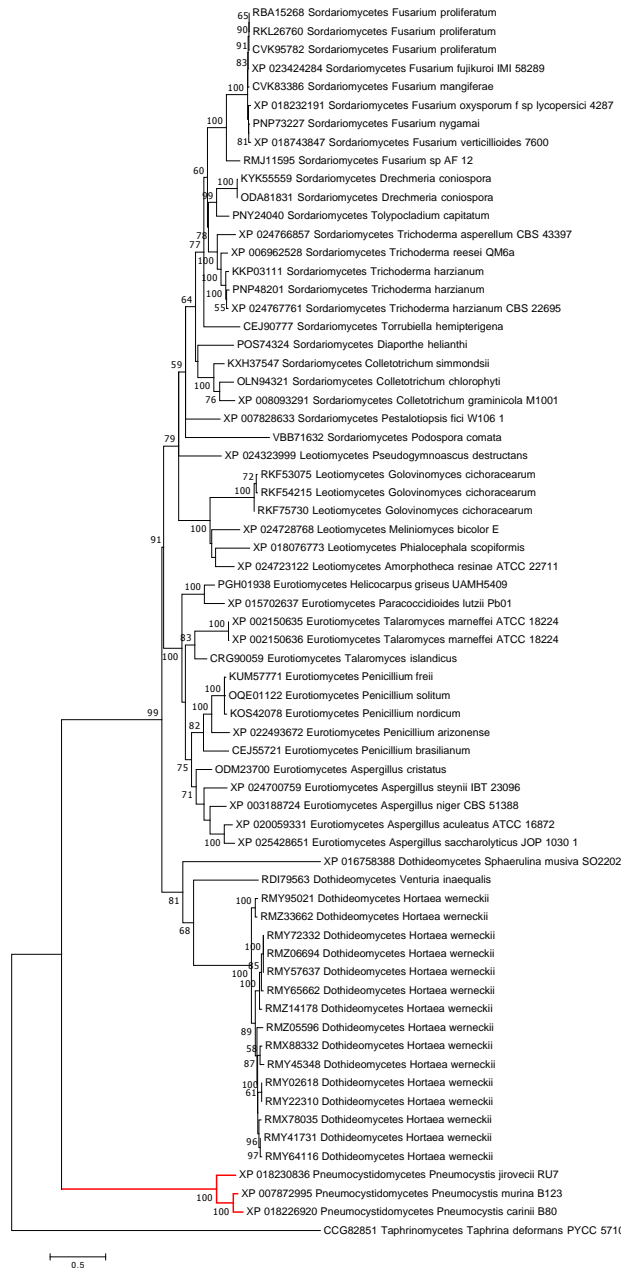 65
RBA15268 Sordariomycetes Fusarium proliferatum
90
RKL26760 Sordariomycetes Fusarium proliferatum
91
CVK95782 Sordariomycetes Fusarium proliferatum
83
XP 023424284 Sordariomycetes Fusarium fujikuroi IMI 58289
100
CVK83386 Sordariomycetes Fusarium mangiferae
XP 018232191 Sordariomycetes Fusarium oxysporum f sp lycopersici 4287
100
PNP73227 Sordariomycetes Fusarium nygamai
81
XP 018743847 Sordariomycetes Fusarium verticillioides 7600
RMJ11595 Sordariomycetes Fusarium sp AF 12
60
100
KYK55559 Sordariomycetes Drechmeria coniospora
99
ODA81831 Sordariomycetes Drechmeria coniospora
PNY24040 Sordariomycetes Tolypocladium capitatum
78
XP 024766857 Sordariomycetes Trichoderma asperellum CBS 43397
77
100
XP 006962528 Sordariomycetes Trichoderma reesei QM6a
100
KKP03111 Sordariomycetes Trichoderma harzianum
100
PNP48201 Sordariomycetes Trichoderma harzianum
64
55
XP 024767761 Sordariomycetes Trichoderma harzianum CBS 22695
CEJ90777 Sordariomycetes Torrubiella hemipterigena
POS74324 Sordariomycetes Diaporthe helianthi
59
KXH37547 Sordariomycetes Colletotrichum simmondsii
100
OLN94321 Sordariomycetes Colletotrichum chlorophyti
76
XP 008093291 Sordariomycetes Colletotrichum graminicola M1001
XP 007828633 Sordariomycetes Pestalotiopsis fici W106 1
VBB71632 Sordariomycetes Podospora comata
79
XP 024323999 Leotiomycetes Pseudogymnoascus destructans
72
RKF53075 Leotiomycetes Golovinomyces cichoracearum
100
RKF54215 Leotiomycetes Golovinomyces cichoracearum
RKF75730 Leotiomycetes Golovinomyces cichoracearum
100
XP 024728768 Leotiomycetes Meliniomyces bicolor E
91
XP 018076773 Leotiomycetes Phialocephala scopiformis
XP 024723122 Leotiomycetes Amorphotheca resinae ATCC 22711
100
PGH01938 Eurotiomycetes Helicocarpus griseus UAMH5409
XP 015702637 Eurotiomycetes Paracoccidioides lutzii Pb01
100
XP 002150635 Eurotiomycetes Talaromyces marneffei ATCC 18224
83
XP 002150636 Eurotiomycetes Talaromyces marneffei ATCC 18224
100
CRG90059 Eurotiomycetes Talaromyces islandicus
100
KUM57771 Eurotiomycetes Penicillium freii
OQE01122 Eurotiomycetes Penicillium solitum
100
KOS42078 Eurotiomycetes Penicillium nordicum
99
82
XP 022493672 Eurotiomycetes Penicillium arizonense
CEJ55721 Eurotiomycetes Penicillium brasilianum
75
ODM23700 Eurotiomycetes Aspergillus cristatus
71
XP 024700759 Eurotiomycetes Aspergillus steynii IBT 23096
XP 003188724 Eurotiomycetes Aspergillus niger CBS 51388
XP 020059331 Eurotiomycetes Aspergillus aculeatus ATCC 16872
100
XP 025428651 Eurotiomycetes Aspergillus saccharolyticus JOP 1030 1
XP 016758388 Dothideomycetes Sphaerulina musiva SO2202
RDI79563 Dothideomycetes Venturia inaequalis
81
100
RMY95021 Dothideomycetes Hortaea werneckii
RMZ33662 Dothideomycetes Hortaea werneckii
68
RMY72332 Dothideomycetes Hortaea werneckii
100
RMZ06694 Dothideomycetes Hortaea werneckii
85
100
RMY57637 Dothideomycetes Hortaea werneckii
100
RMY65662 Dothideomycetes Hortaea werneckii
RMZ14178 Dothideomycetes Hortaea werneckii
89
RMZ05596 Dothideomycetes Hortaea werneckii
58
RMX88332 Dothideomycetes Hortaea werneckii
87
RMY45348 Dothideomycetes Hortaea werneckii
100
RMY02618 Dothideomycetes Hortaea werneckii
61
RMY22310 Dothideomycetes Hortaea werneckii
RMX78035 Dothideomycetes Hortaea werneckii
96
RMY41731 Dothideomycetes Hortaea werneckii
97
RMY64116 Dothideomycetes Hortaea werneckii
XP 018230836 Pneumocystidomycetes Pneumocystis jirovecii RU7
100
XP 007872995 Pneumocystidomycetes Pneumocystis murina B123
100
XP 018226920 Pneumocystidomycetes Pneumocystis carinii B80
CCG82851 Taphrinomycetes Taphrina deformans PYCC 5710
0.5